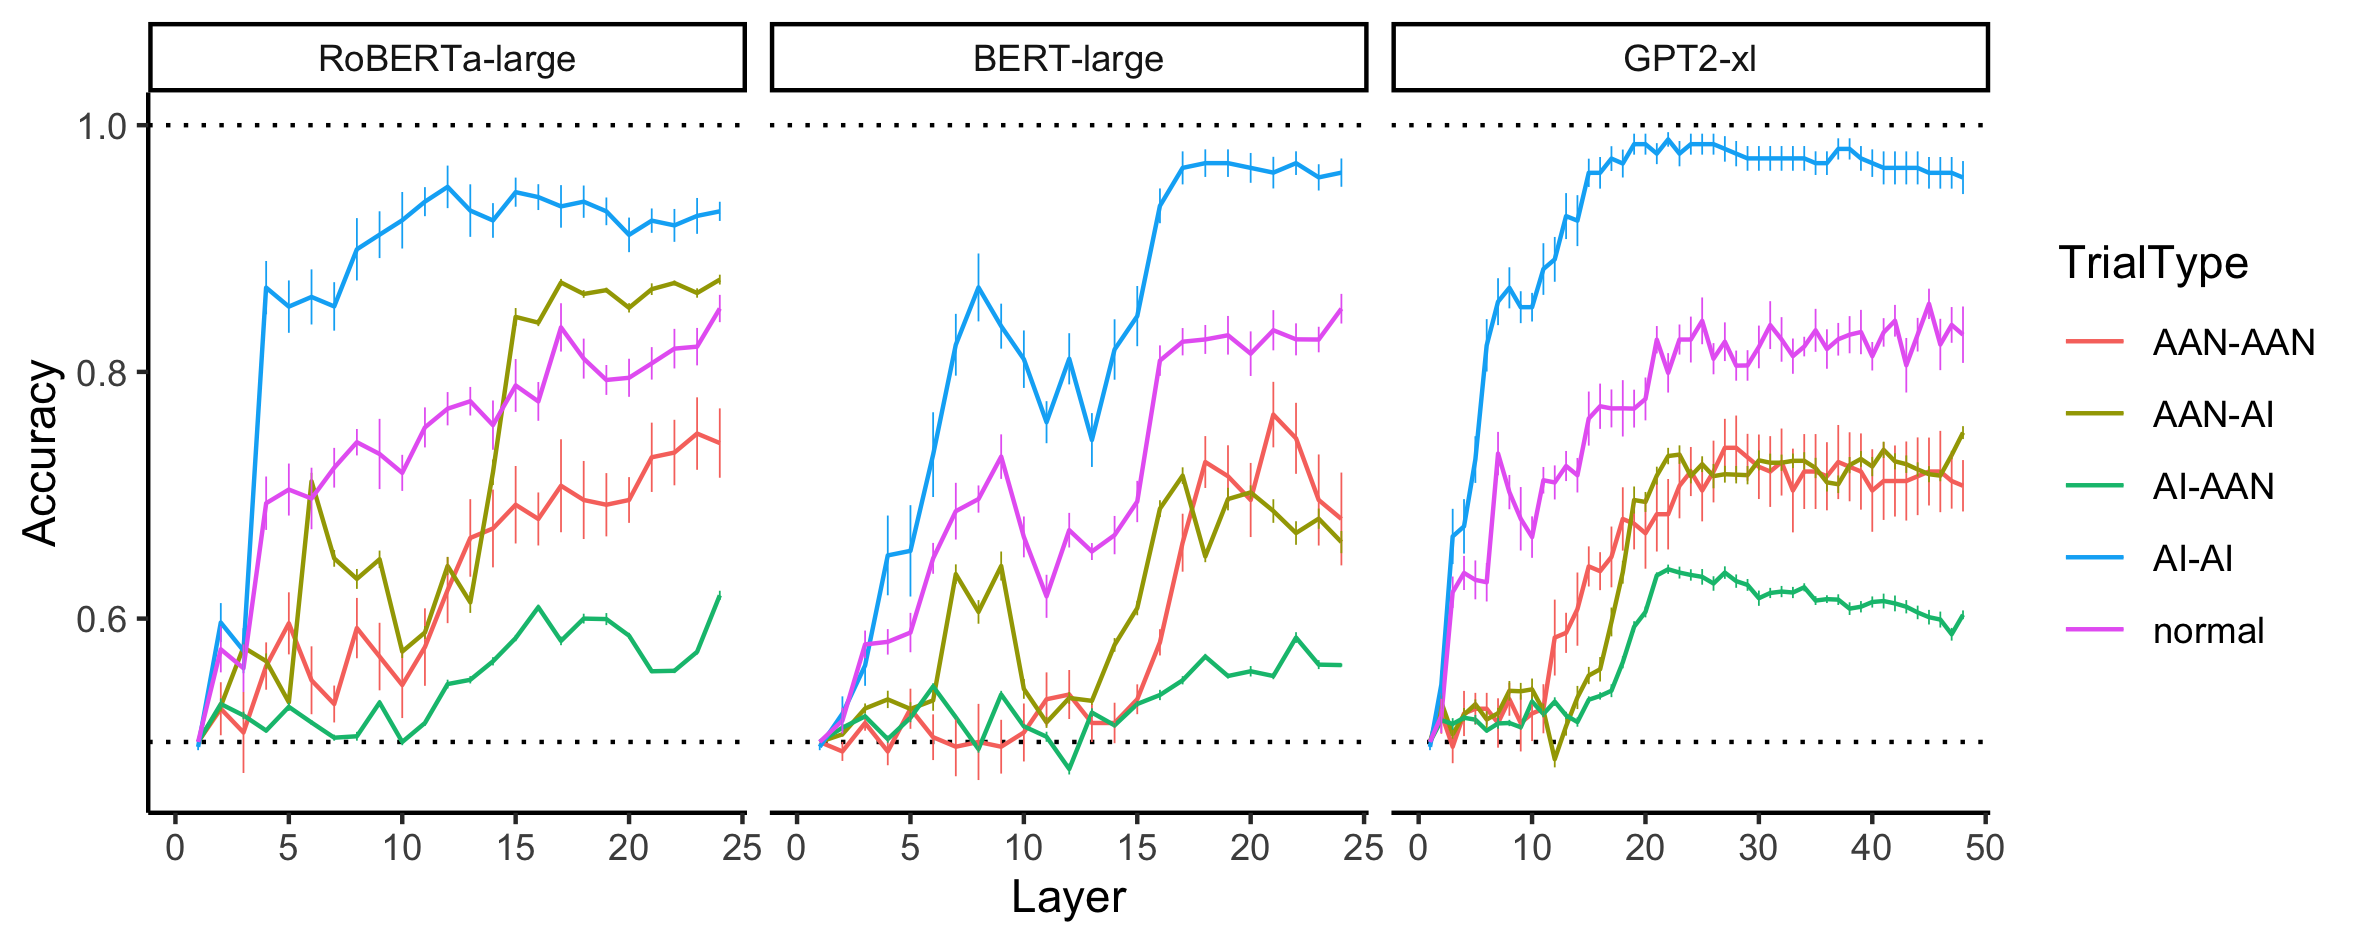 RoBERTa-large BERT-large GPT2-xl
1.0
0.8
0.6
Accuracy
0 5 10 15 20 25 0 5 10 15 20 25 0 10 20 30 40 50
Layer
TrialType
AAN-AAN
AAN-AI
AI-AAN
AI-AI
normal